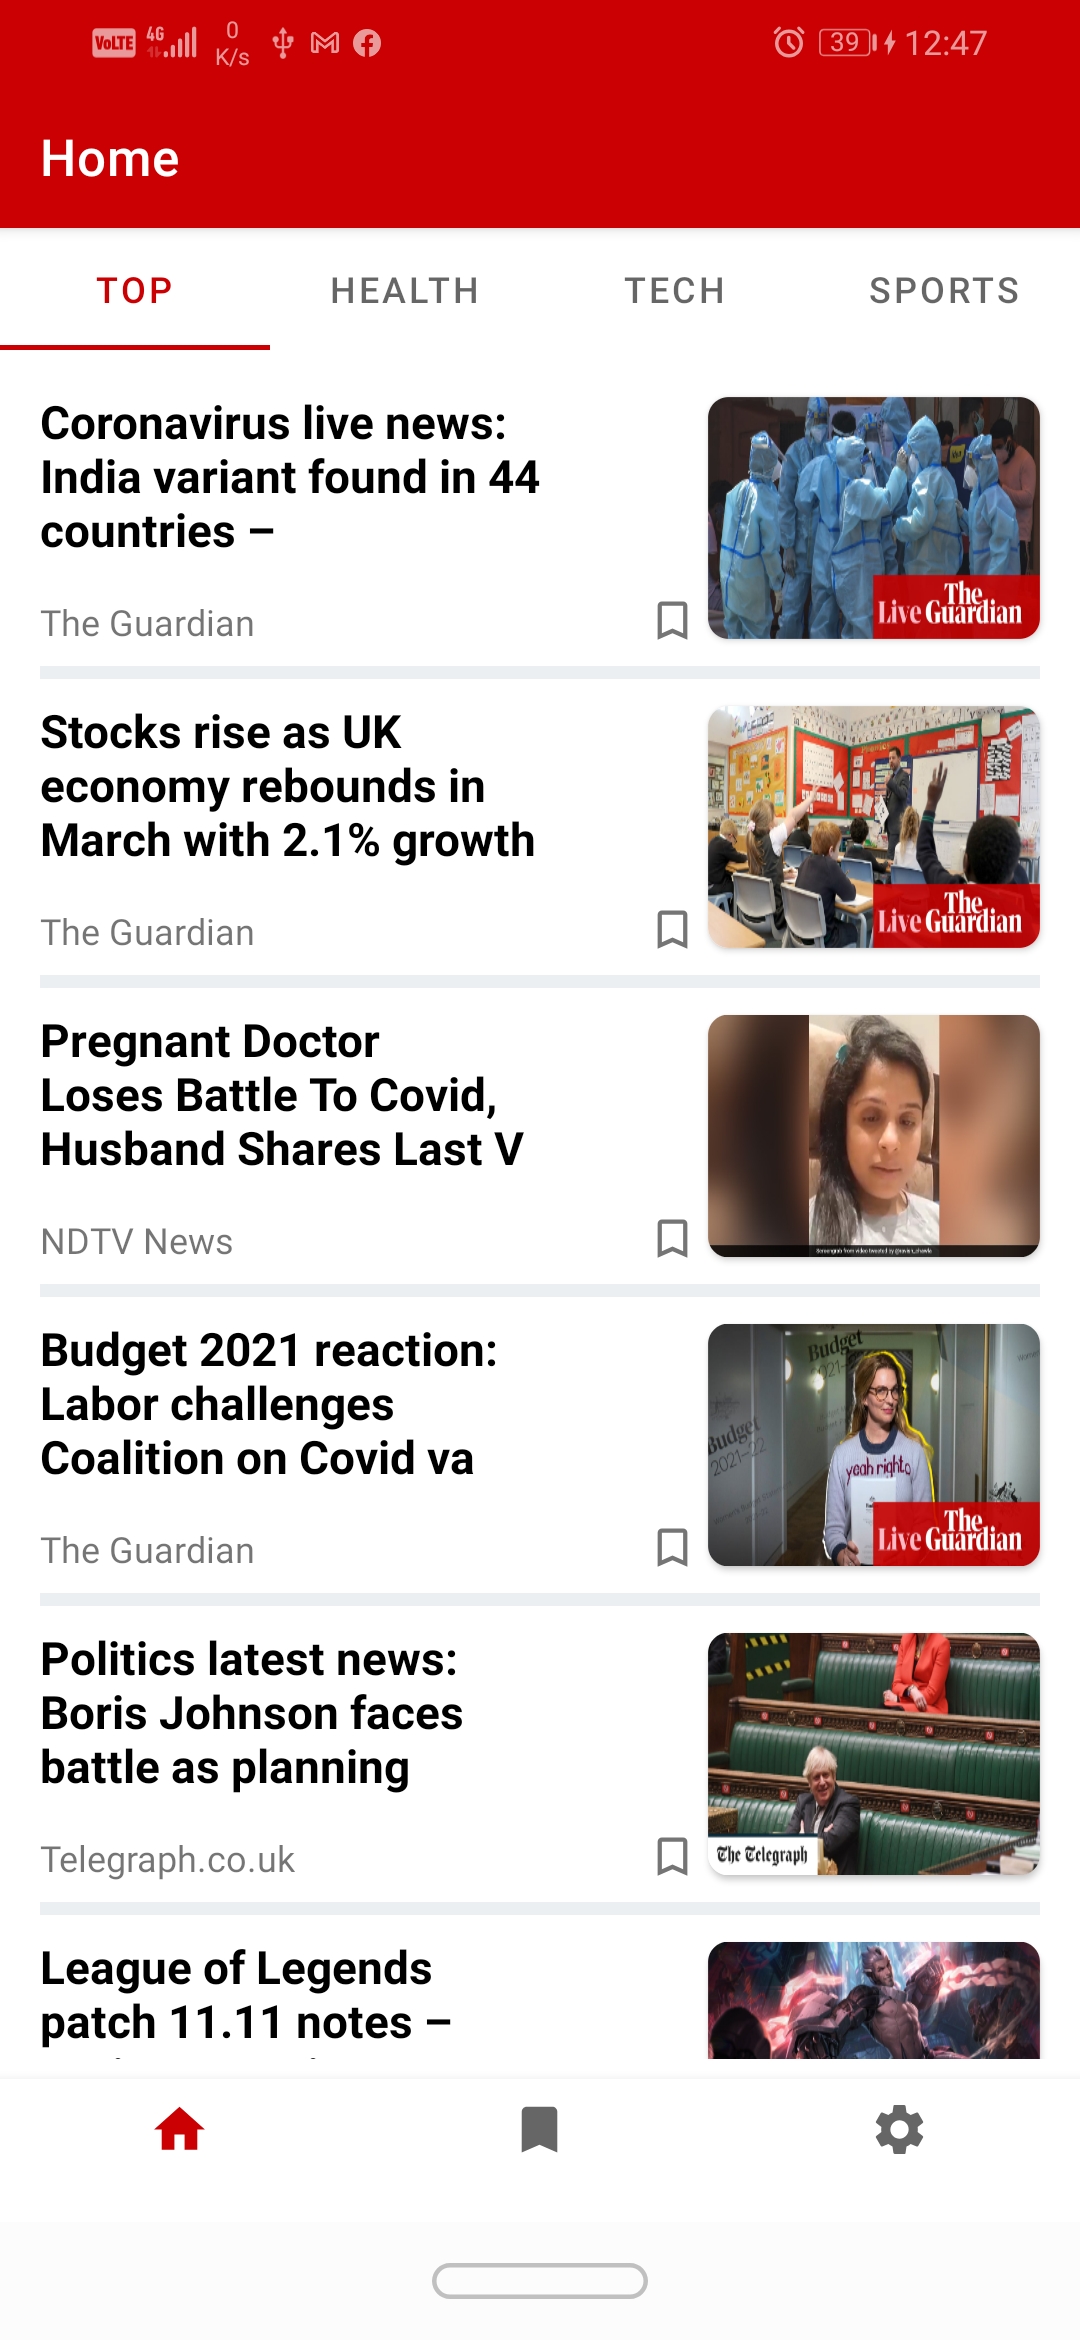 VoLTE 4G 0 K/s 39 12:47
Home
TOP HEALTH TECH SPORTS
Coronavirus live news:
India variant found in 44
countries –
The Guardian
The
Live Guardian
Stocks rise as UK
economy rebounds in
March with 2.1% growth
The Guardian
The
Live Guardian
Pregnant Doctor
Loses Battle To Covid,
Husband Shares Last V
NDTV News
Budget 2021 reaction:
Labor challenges
Coalition on Covid va
The Guardian
Budget
2021-
Budget
2021-22
yeah right
The
Live Guardian
Politics latest news:
Boris Johnson faces
battle as planning
Telegraph.co.uk
The Telegraph
League of Legends
patch 11.11 notes –